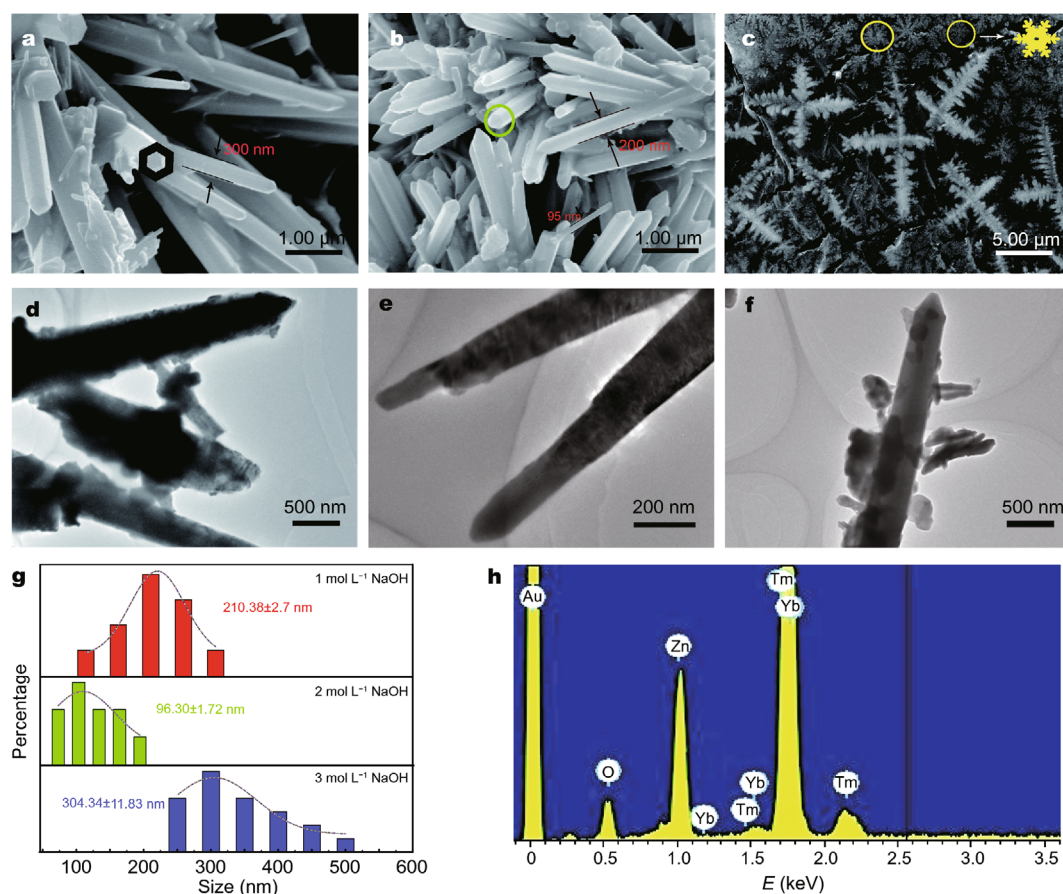 a
300 nm
1.00 µm
b
200 nm
95 nm
1.00 µm
c
5.00 µm
d
500 nm
e
200 nm
f
500 nm
g
1 mol L⁻¹ NaOH
210.38±2.7 nm
2 mol L⁻¹ NaOH
96.30±1.72 nm
3 mol L⁻¹ NaOH
304.34±11.83 nm
Percentage
100 200 300 400 500 600
Size (nm)
h
Au
O
Zn
Yb
Yb
Tm
Tm
Yb
Tm
0 0.5 1.0 1.5 2.0 2.5 3.0 3.5
E (keV)